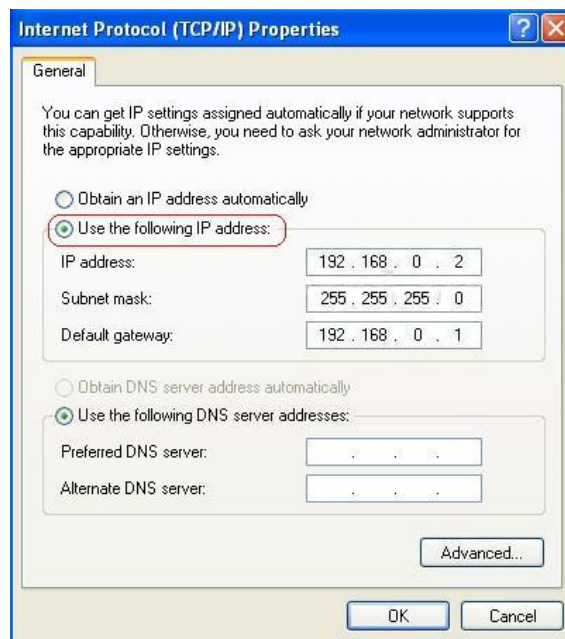 Internet Protocol (TCP/IP) Properties
General
You can get IP settings assigned automatically if your network supports
this capability. Otherwise, you need to ask your network administrator for
the appropriate IP settings.
Obtain an IP address automatically
Use the following IP address:
IP address: 192 . 168 . 0 . 2
Subnet mask: 255 . 255 . 255 . 0
Default gateway: 192 . 168 . 0 . 1
Obtain DNS server address automatically
Use the following DNS server addresses:
Preferred DNS server: . . .
Alternate DNS server: . . .
Advanced...
OK Cancel